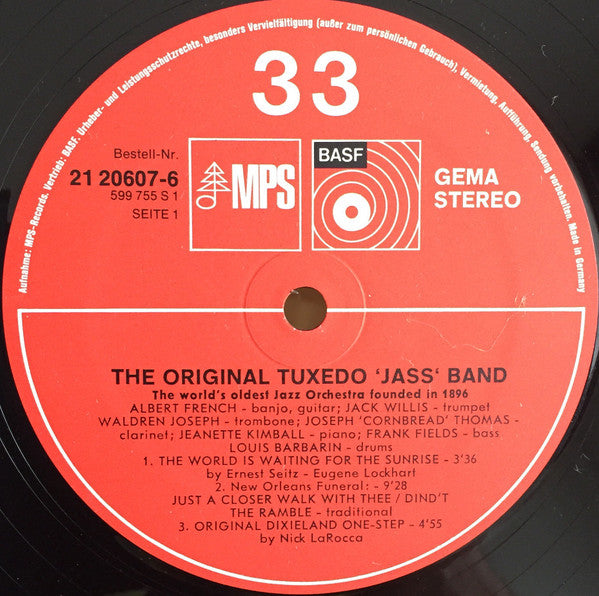 Aufnahme: MPS-Records. Vertrieb: BASF. Urheber- und Leistungsschutzrechte, besonders Vervielfältigung (außer zum persönlichen Gebrauch), Vermietung, Aufführung, Sendung vorbehalten. Made in Germany
33
Bestell-Nr.
21 20607-6
599 755 S 1
SEITE 1
MPS
BASF
GEMA
STEREO
THE ORIGINAL TUXEDO 'JASS' BAND
The world's oldest Jazz Orchestra founded in 1896
ALBERT FRENCH - banjo, guitar; JACK WILLIS - trumpet
WALDREN JOSEPH - trombone; JOSEPH 'CORNBREAD' THOMAS -
clarinet; JEANETTE KIMBALL - piano; FRANK FIELDS - bass
LOUIS BARBARIN - drums
1. THE WORLD IS WAITING FOR THE SUNRISE - 3'36
by Ernest Seitz - Eugene Lockhart
2. New Orleans Funeral: - 9'28
JUST A CLOSER WALK WITH THEE / DIND'T
THE RAMBLE - traditional
3. ORIGINAL DIXIELAND ONE-STEP - 4'55
by Nick LaRocca